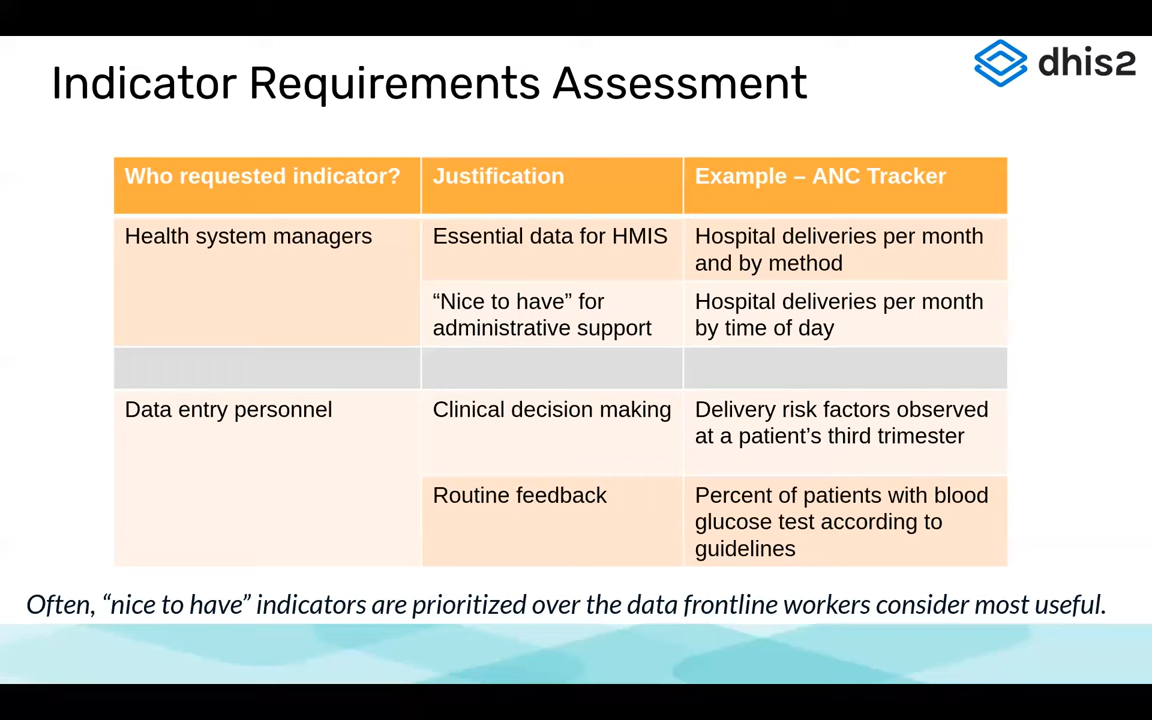 dhis2
Indicator Requirements Assessment
Who requested indicator?
Justification
Example – ANC Tracker
Health system managers
Essential data for HMIS
Hospital deliveries per month
and by method
“Nice to have” for
administrative support
Hospital deliveries per month
by time of day
Data entry personnel
Clinical decision making
Delivery risk factors observed
at a patient’s third trimester
Routine feedback
Percent of patients with blood
glucose test according to
guidelines
Often, “nice to have” indicators are prioritized over the data frontline workers consider most useful.